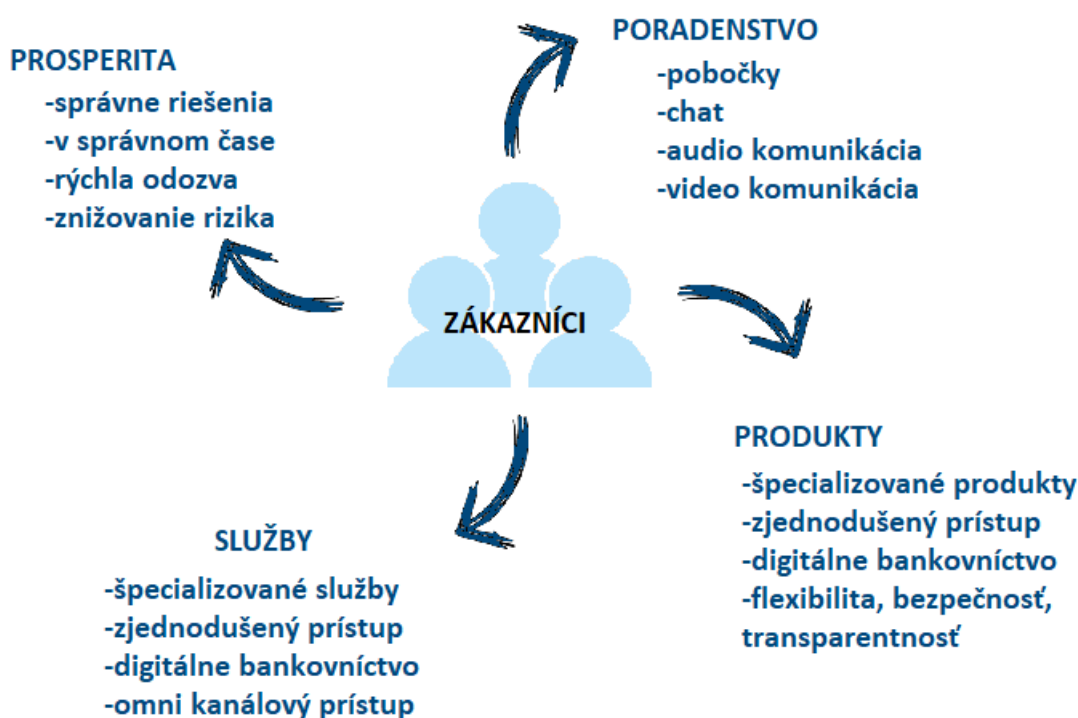 PROSPERITA
-správne riešenia
-v správnom čase
-rýchla odozva
-znižovanie rizika
PORADENSTVO
-pobočky
-chat
-audio komunikácia
-video komunikácia
ZÁKAZNÍCI
PRODUKTY
-špecializované produkty
-zjednodušený prístup
-digitálne bankovníctvo
-flexibilita, bezpečnosť,
transparentnosť
SLUŽBY
-špecializované služby
-zjednodušený prístup
-digitálne bankovníctvo
-omni kanálový prístup